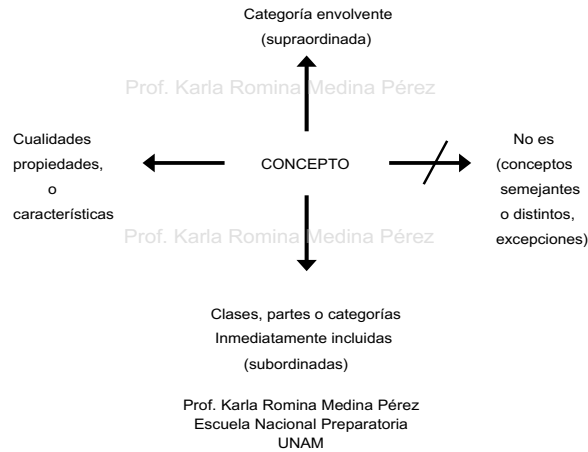 Categoría envolvente
(supraordinada)
Prof. Karla Romina Medina Pérez
Cualidades
propiedades,
o
características
CONCEPTO
No es
(conceptos
semejantes
o distintos,
excepciones)
Prof. Karla Romina Medina Pérez
Clases, partes o categorías
Inmediatamente incluidas
(subordinadas)
Prof. Karla Romina Medina Pérez
Escuela Nacional Preparatoria
UNAM